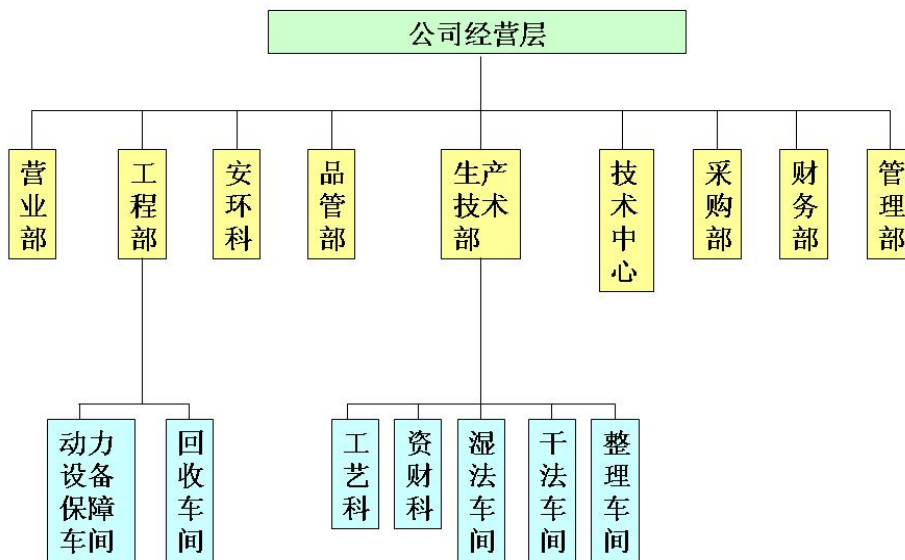 公司经营层
营业部
工程部
安环科
品管部
生产技术部
技术中心
采购部
财务部
管理部
动力设备保障车间
回收车间
工艺科
资财科
湿法车间
干法车间
整理车间